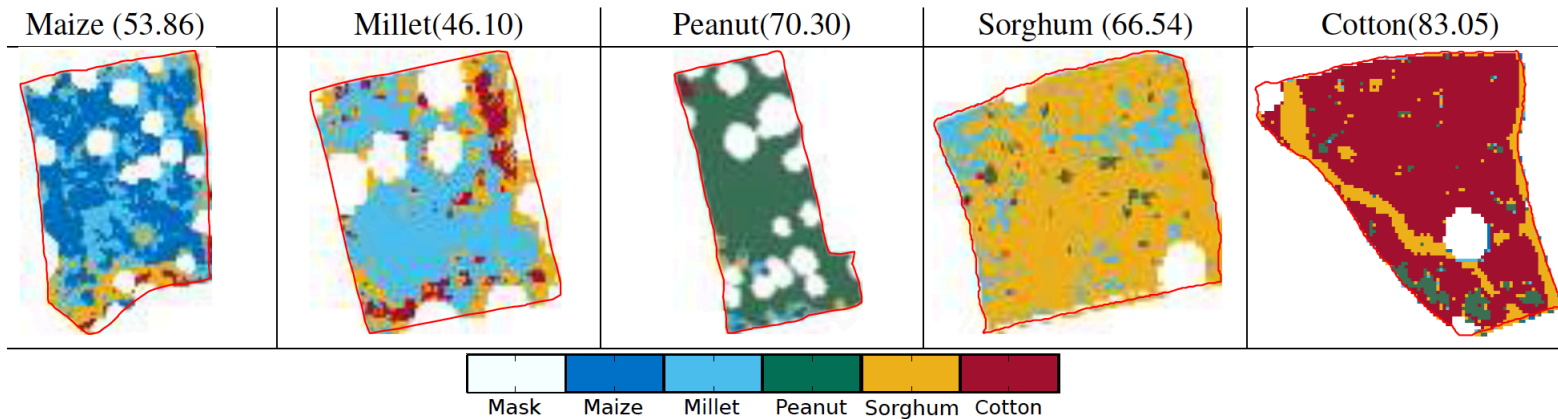 Maize (53.86) Millet(46.10) Peanut(70.30) Sorghum (66.54) Cotton(83.05)
Mask Maize Millet Peanut Sorghum Cotton